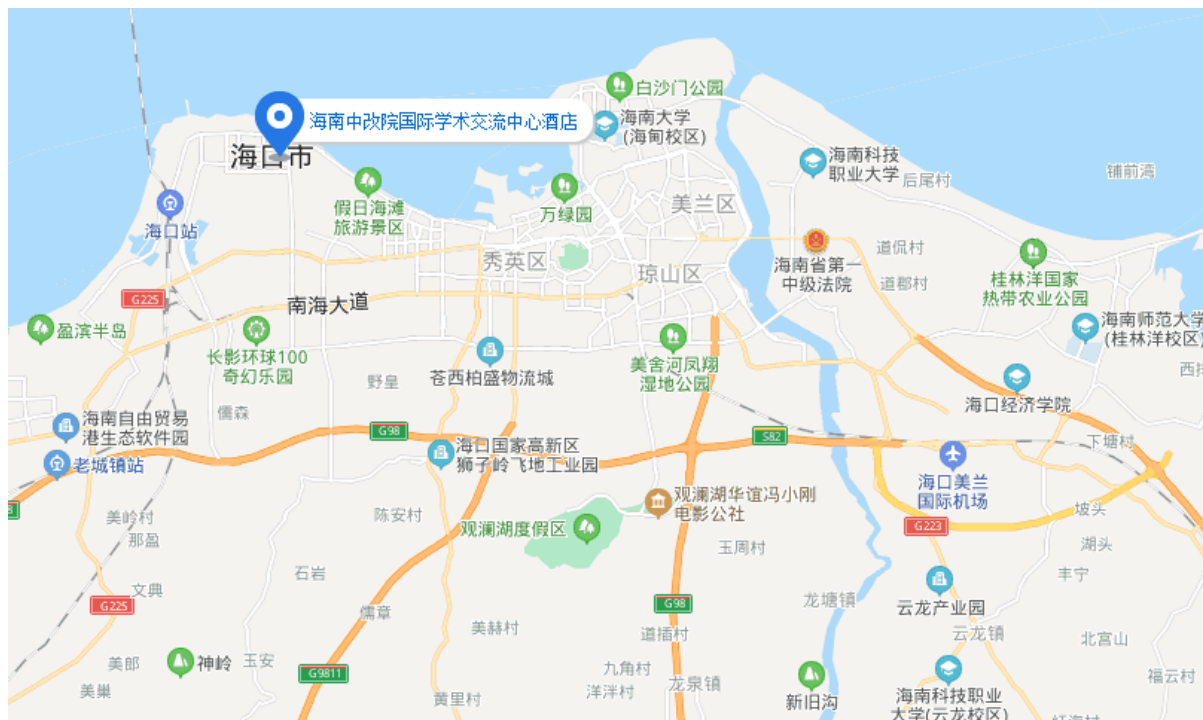 白沙门公园
海南中改院国际学术交流中心酒店
海南大学
(海甸校区)
海口市
海南科技
职业大学
后尾村
铺前湾
假日海滩
旅游景区
万绿园
美兰区
海口站
秀英区
琼山区
海南省第一
中级法院
道侃村
道郡村
桂林洋国家
热带农业公园
G225
南海大道
盈滨半岛
长影环球100
奇幻乐园
海南师范大学
(桂林洋校区)
美舍河凤翔
湿地公园
苍西柏盛物流城
野皇
儒森
海口经济学院
海南自由贸易
港生态软件园
G98
S82
下塘村
老城镇站
海口国家高新区
狮子岭飞地工业园
海口美兰
国际机场
观澜湖华谊冯小刚
电影公社
美岭村
那盈
陈安村
观澜湖度假区
G223
坡头
玉周村
湖头
石岩
丰宁
文典
G225
儒章
G98
龙塘镇
云龙产业园
美赫村
道插村
云龙镇
北宫山
美郎
神岭
玉安
G9811
九角村
洋泮村
龙泉镇
新旧沟
福云村
美巢
黄里村
海南科技职业
大学(云龙校区)